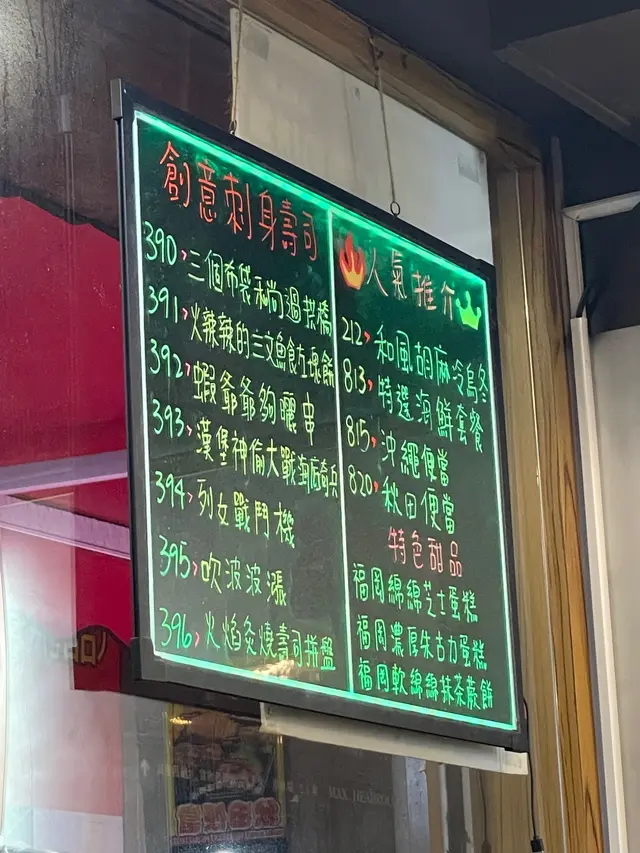 創意刺身壽司
390, 三個布袋和尚過拱橋
391, 火辣辣的三文魚食左壞餅
392, 蝦爺爺夠曬串
393, 漢堡神偷大戰海底奇兵
394, 列女戰鬥機
395, 吹波波漲
396, 火焰炙燒壽司拼盤
人氣推介
212, 和風胡麻冷烏冬
813, 特選海鮮套餐
815, 沖繩便當
820, 秋田便當
特色甜品
福岡綿綿芝士蛋糕
福岡濃厚朱古力蛋糕
福岡軟綿綿抹茶蕨餅